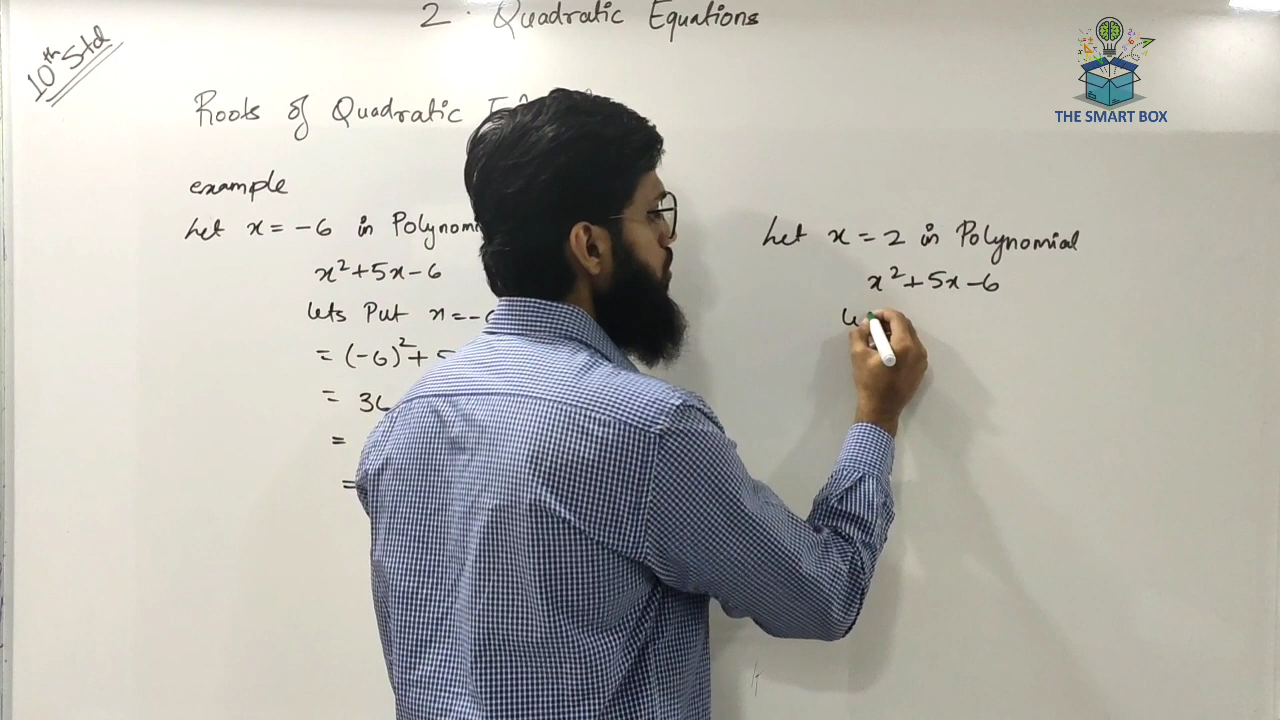 2. Quadratic Equations
10th Std
THE SMART BOX
Roots of Quadratic
example
Let x = -6 in Polynom
x²+5x-6
lets Put x = -
= (-6)²+ 5
= 36
=
=
Let x = 2 in Polynomial
x²+5x-6